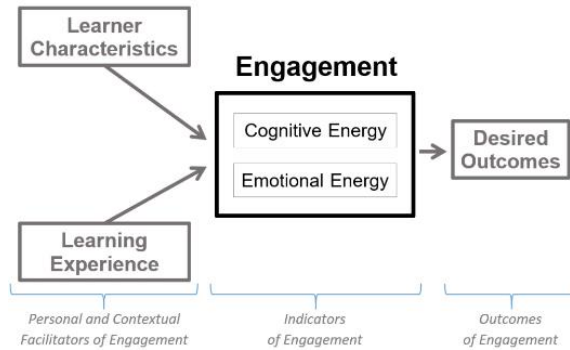 Learner
Characteristics
Engagement
Cognitive Energy
Emotional Energy
Desired
Outcomes
Learning
Experience
Personal and Contextual
Facilitators of Engagement
Indicators
of Engagement
Outcomes
of Engagement